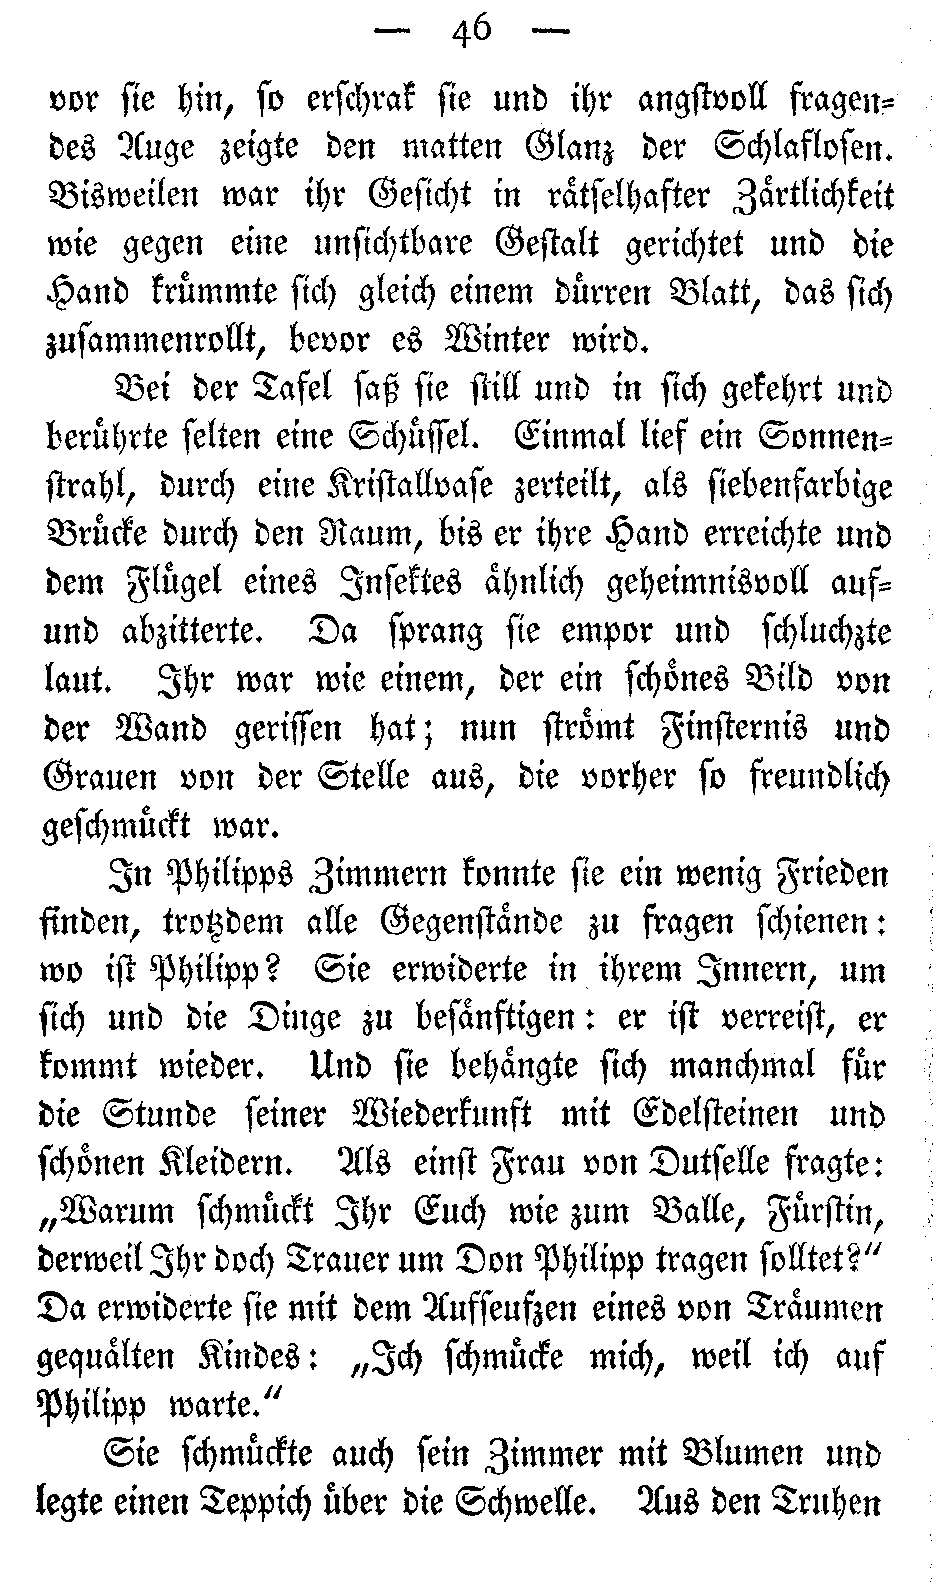 — 46 —
vor sie hin, so erschrak sie und ihr angstvoll fragen-
des Auge zeigte den matten Glanz der Schlaflosen.
Bisweilen war ihr Gesicht in rätselhafter Zärtlichkeit
wie gegen eine unsichtbare Gestalt gerichtet und die
Hand krümmte sich gleich einem dürren Blatt, das sich
zusammenrollt, bevor es Winter wird.
Bei der Tafel saß sie still und in sich gekehrt und
berührte selten eine Schüssel. Einmal lief ein Sonnen-
strahl, durch eine Kristallvase zerteilt, als siebenfarbige
Brücke durch den Raum, bis er ihre Hand erreichte und
dem Flügel eines Insektes ähnlich geheimnisvoll auf-
und abzitterte. Da sprang sie empor und schluchzte
laut. Ihr war wie einem, der ein schönes Bild von
der Wand gerissen hat; nun strömt Finsternis und
Grauen von der Stelle aus, die vorher so freundlich
geschmückt war.
In Philipps Zimmern konnte sie ein wenig Frieden
finden, trotzdem alle Gegenstände zu fragen schienen:
wo ist Philipp? Sie erwiderte in ihrem Innern, um
sich und die Dinge zu besänftigen: er ist verreist, er
kommt wieder. Und sie behängte sich manchmal für
die Stunde seiner Wiederkunft mit Edelsteinen und
schönen Kleidern. Als einst Frau von Dutselle fragte:
„Warum schmückt Ihr Euch wie zum Balle, Fürstin,
derweil Ihr doch Trauer um Don Philipp tragen solltet?“
Da erwiderte sie mit dem Aufseufzen eines von Träumen
gequälten Kindes: „Ich schmücke mich, weil ich auf
Philipp warte.“
Sie schmückte auch sein Zimmer mit Blumen und
legte einen Teppich über die Schwelle. Aus den Truhen